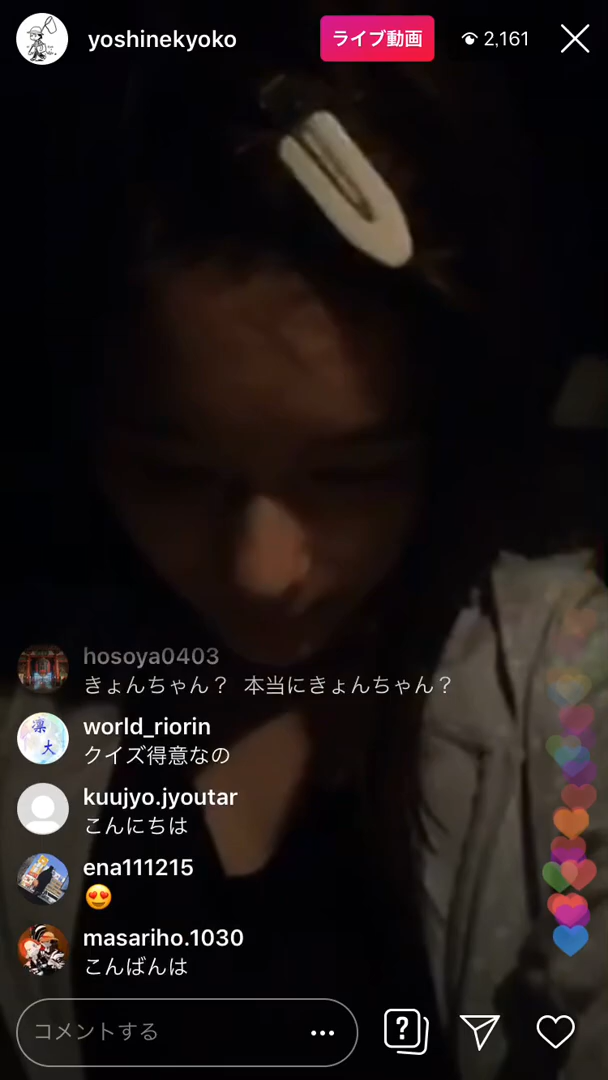 yoshinekyoko
ライブ動画
2,161
hosoya0403
きょんちゃん？ 本当にきょんちゃん？
world_riorin
クイズ得意なの
kuujyo.jyoutar
こんにちは
ena111215
😍
masariho.1030
こんばんは
コメントする
凛
大